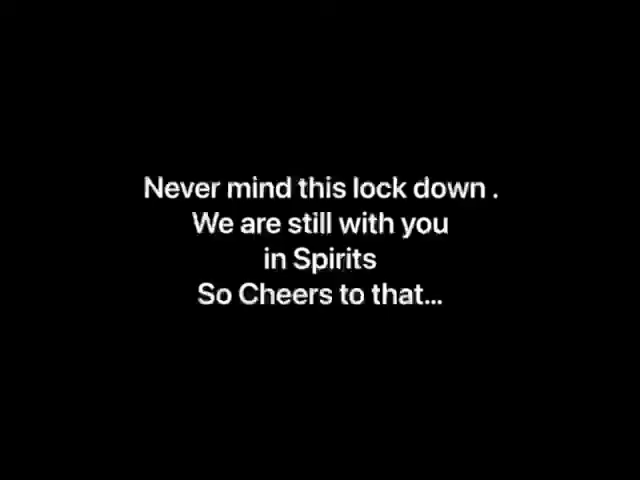 Never mind this lock down .
We are still with you
in Spirits
So Cheers to that...